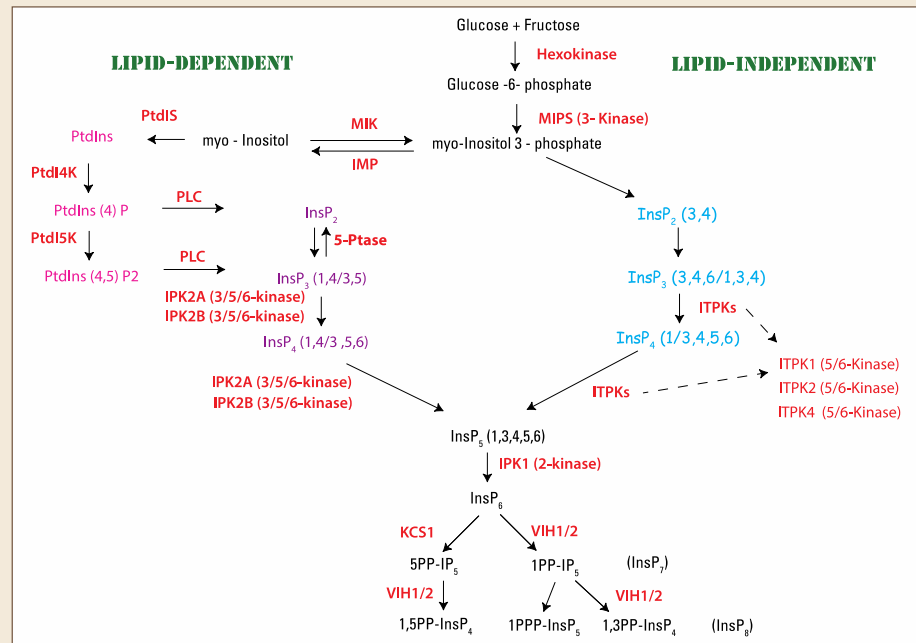 Glucose + Fructose
Hexokinase
LIPID-DEPENDENT
LIPID-INDEPENDENT
Glucose -6- phosphate
PtdIS
MIK
MIPS (3- Kinase)
PtdIns
myo - Inositol
myo-Inositol 3 - phosphate
IMP
PtdI4K
PLC
PtdIns (4) P
InsP2
InsP2 (3,4)
PtdI5K
5-Ptase
PLC
PtdIns (4,5) P2
InsP3 (1,4/3,5)
InsP3 (3,4,6/1,3,4)
IPK2A (3/5/6-kinase)
IPK2B (3/5/6-kinase)
ITPKs
InsP4 (1,4/3 ,5,6)
InsP4 (1/3,4,5,6)
ITPK1 (5/6-Kinase)
IPK2A (3/5/6-kinase)
IPK2B (3/5/6-kinase)
ITPKs
ITPK2 (5/6-Kinase)
ITPK4 (5/6-Kinase)
InsP5 (1,3,4,5,6)
IPK1 (2-kinase)
InsP6
KCS1
VIH1/2
5PP-IP5
1PP-IP5
(InsP7)
VIH1/2
VIH1/2
1,5PP-InsP4
1PPP-InsP5
1,3PP-InsP4
(InsP8)